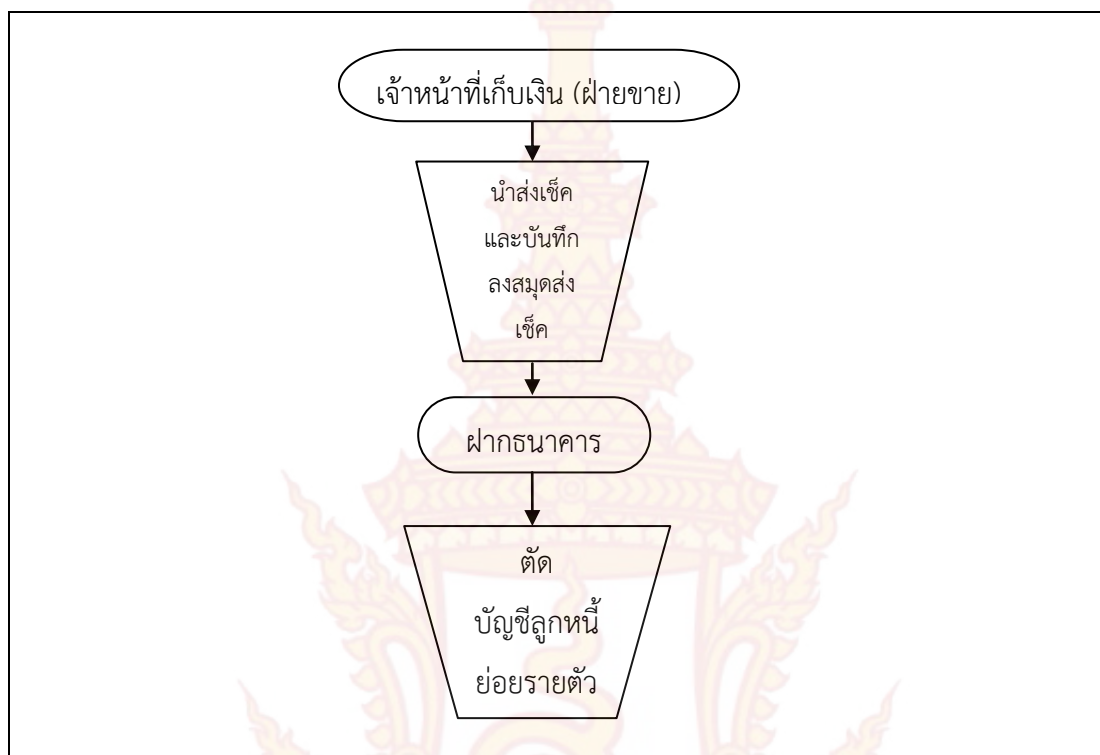 เจ้าหน้าที่เก็บเงิน (ฝ่ายขาย)
นำส่งเช็ค
และบันทึก
ลงสมุดส่ง
เช็ค
ฝากธนาคาร
ตัด
บัญชีลูกหนี้
ย่อยรายตัว